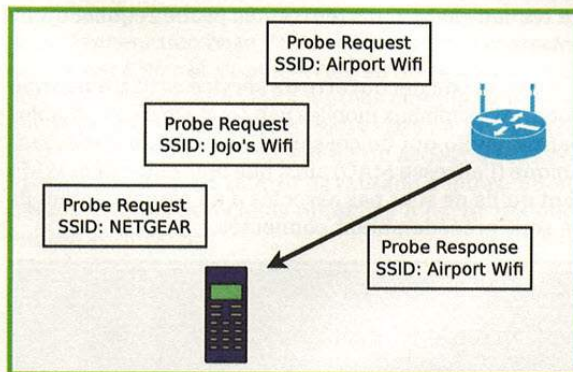 Probe Request
SSID: Airport Wifi
Probe Request
SSID: Jojo's Wifi
Probe Request
SSID: NETGEAR
Probe Response
SSID: Airport Wifi